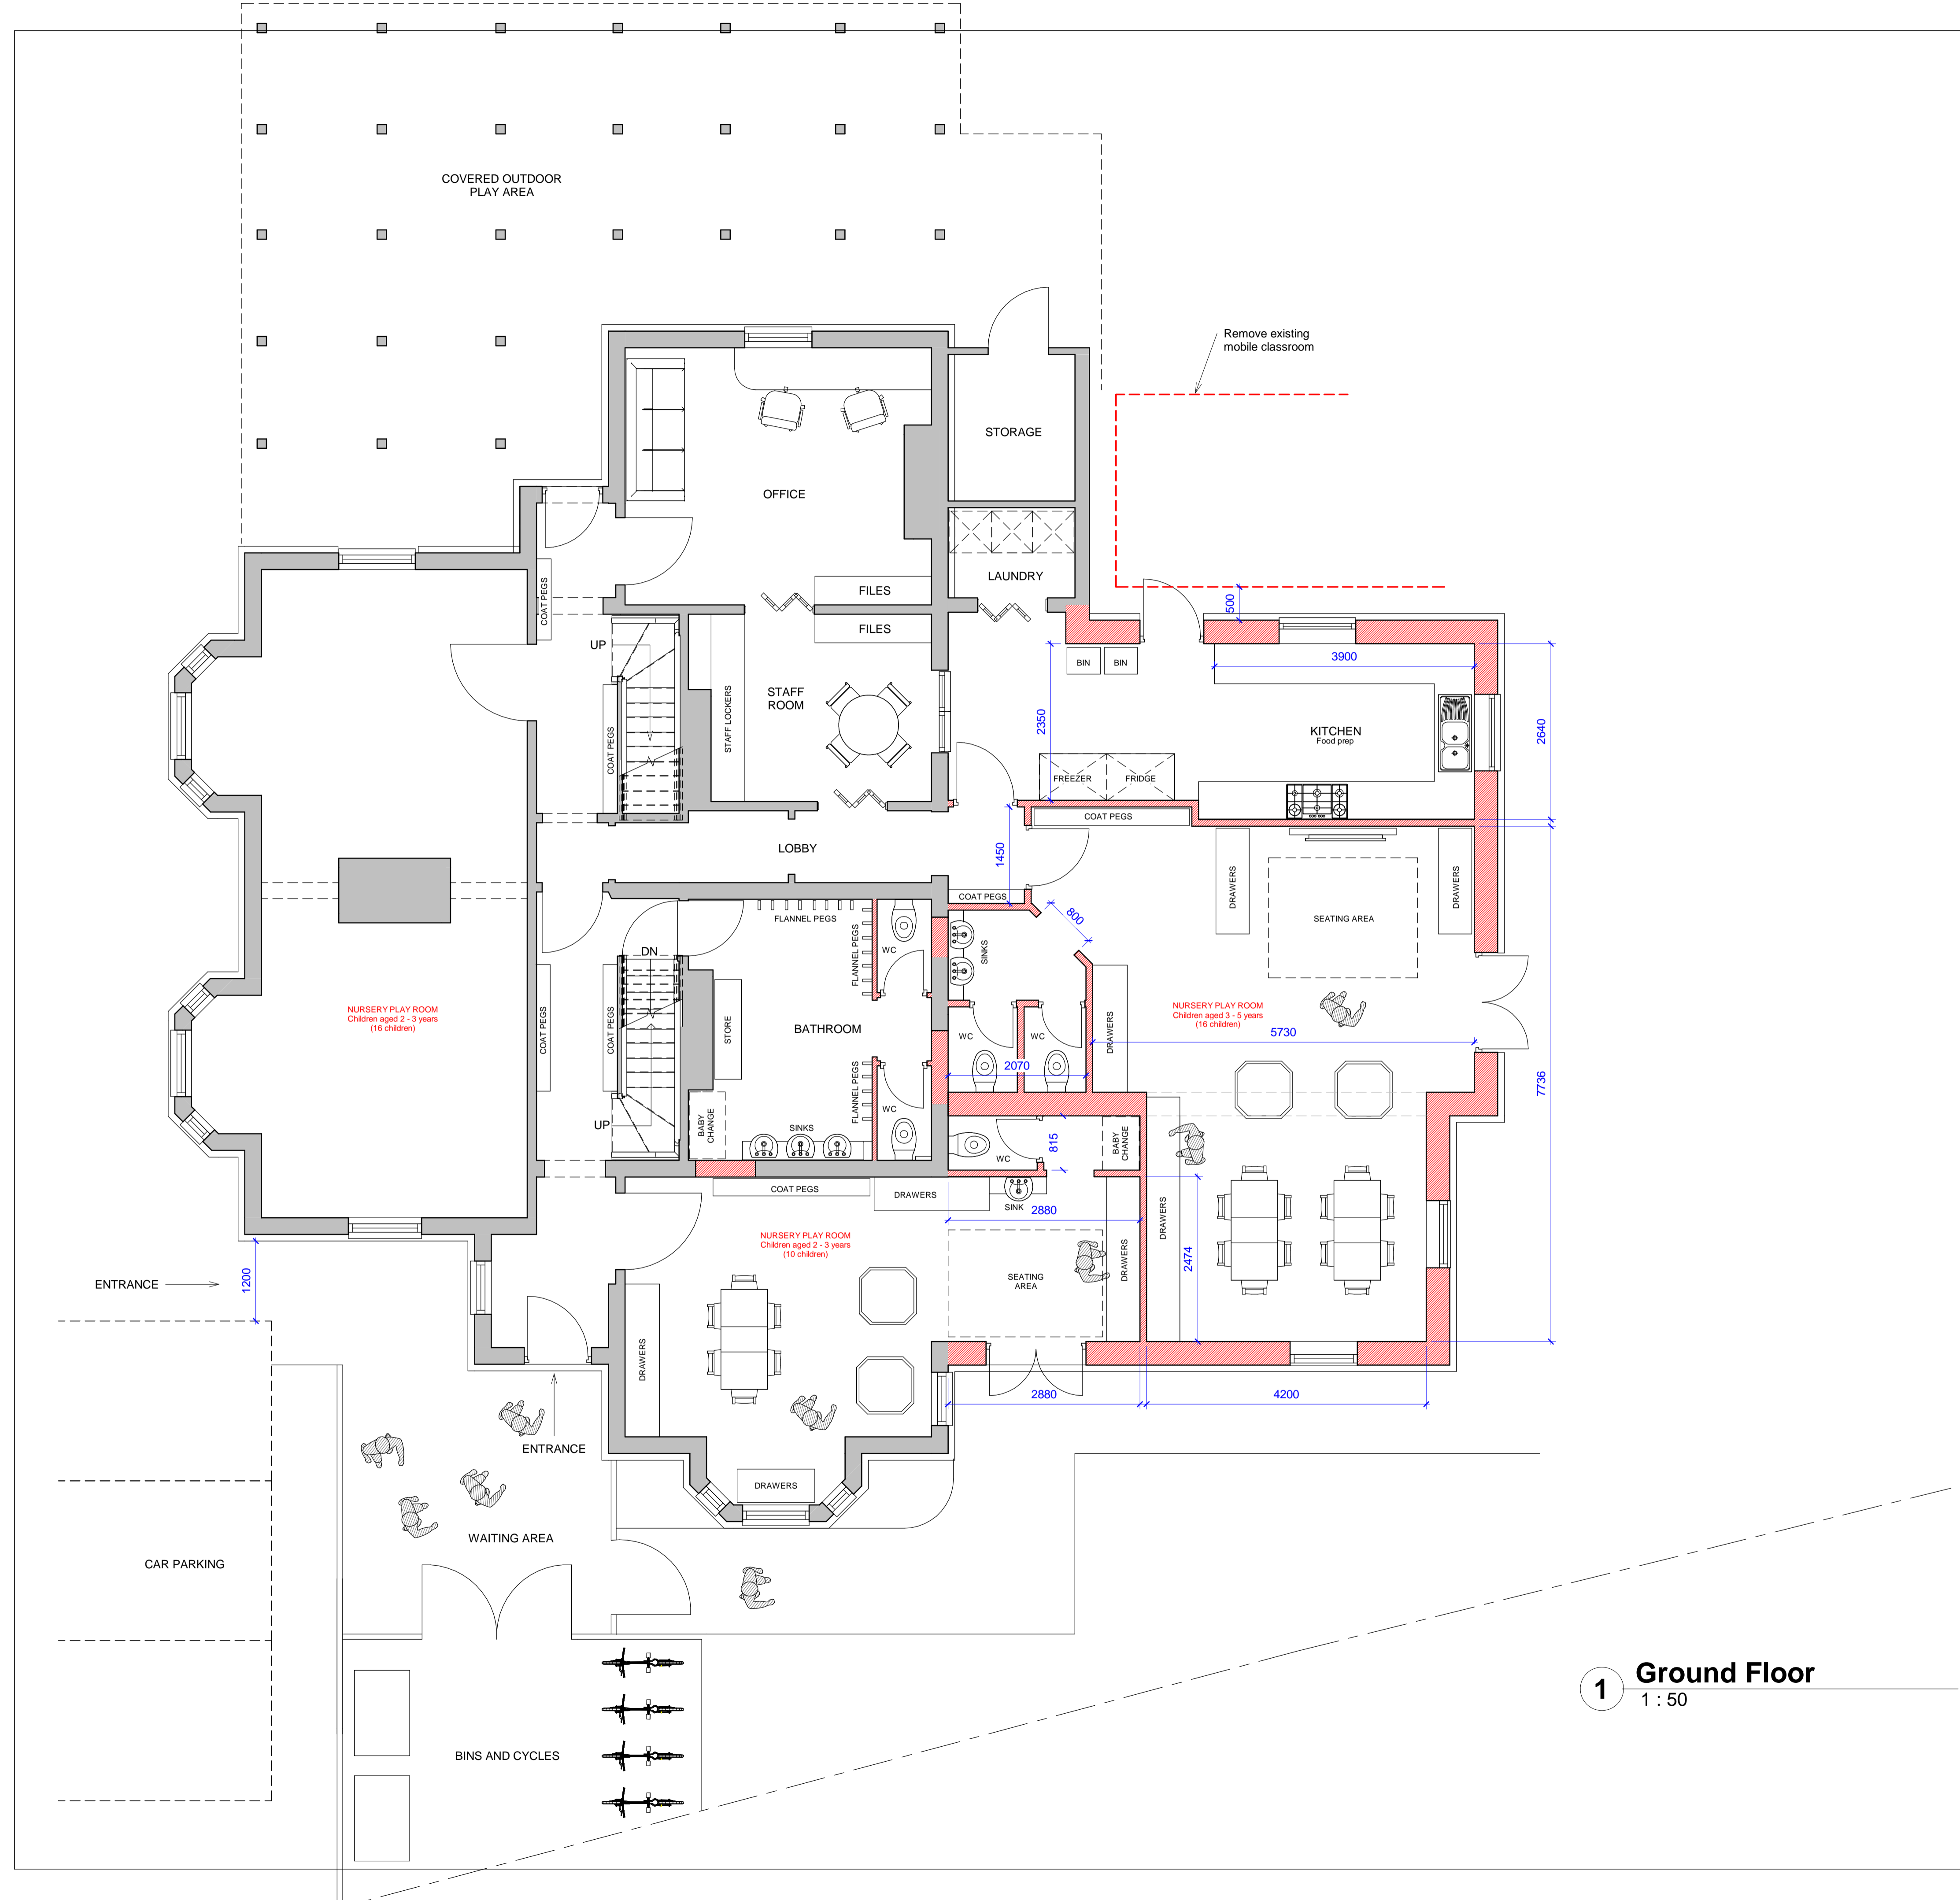 COVERED OUTDOOR
PLAY AREA
Remove existing
mobile classroom
STORAGE
OFFICE
LAUNDRY
COAT PEGS
FILES
500
FILES
UP
BIN
BIN
3900
STAFF
ROOM
STAFF LOCKERS
2350
KITCHEN
Food prep
2640
COAT PEGS
FREEZER
FRIDGE
COAT PEGS
LOBBY
1450
DRAWERS
DRAWERS
COAT PEGS
800
SEATING AREA
FLANNEL PEGS
FLANNEL PEGS
WC
SINKS
DN
NURSERY PLAY ROOM
Children aged 2 - 3 years
(16 children)
COAT PEGS
COAT PEGS
STORE
BATHROOM
WC
WC
DRAWERS
NURSERY PLAY ROOM
Children aged 3 - 5 years
(16 children)
5730
2070
7736
FLANNEL PEGS
WC
UP
BABY
CHANGE
SINKS
815
BABY
CHANGE
WC
COAT PEGS
DRAWERS
SINK
2880
DRAWERS
NURSERY PLAY ROOM
Children aged 2 - 3 years
(10 children)
2474
DRAWERS
SEATING
AREA
ENTRANCE
1200
DRAWERS
2880
4200
ENTRANCE
DRAWERS
WAITING AREA
CAR PARKING
BINS AND CYCLES
1
Ground Floor
1 : 50